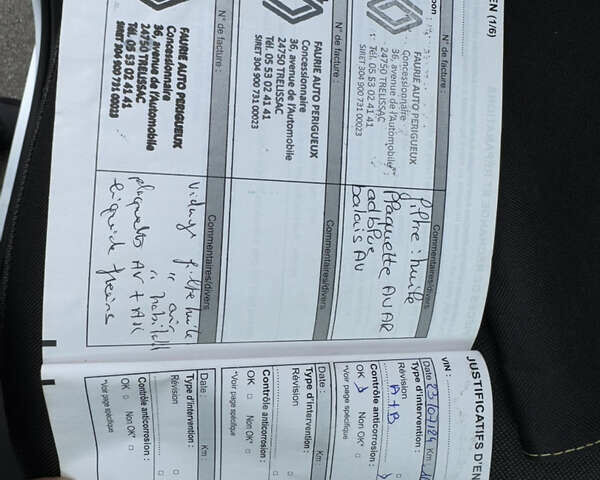 EN (1/6)
N° de facture :
Commentaires/divers
FAURIE AUTO PERIGUEUX
Concessionnaire
36, avenue de l'Automobile
24750 TRELISSAC
Tél. 05 53 02 41 41
SIRET 304 900 731 00023
filtre : huile
Plaquette AV AR
adblue
balais AV
N° de facture :
Commentaires/divers
FAURIE AUTO PERIGUEUX
Concessionnaire
36, avenue de l'Automobile
24750 TRELISSAC
Tél. 05 53 02 41 41
SIRET 304 900 731 00023
N° de facture :
Commentaires/divers
FAURIE AUTO PERIGUEUX
Concessionnaire
36, avenue de l'Automobile
24750 TRELISSAC
Tél. 05 53 02 41 41
SIRET 304 900 731 00023
Vidange filtre huile
" air
" habitacle
plaquettes AV + AR
liquide freins
JUSTIFICATIFS D'EN
VIN :
Date : 23/02/24 Km :
Type d'intervention :
Révision A + B
Contrôle anticorrosion :
OK Non OK*
*Voir page spécifique
Date : Km :
Type d'intervention :
Révision
Contrôle anticorrosion :
OK Non OK*
*Voir page spécifique
Date : Km :
Type d'intervention :
Révision
Contrôle anticorrosion :
OK Non OK*
*Voir page spécifique